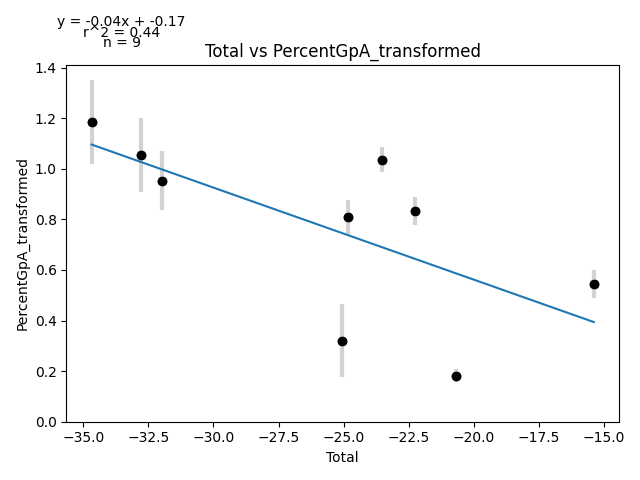 y = -0.04x + -0.17
r^2 = 0.44
n = 9
Total vs PercentGpA_transformed
PercentGpA_transformed
1.4
1.2
1.0
0.8
0.6
0.4
0.2
0.0
−35.0 −32.5 −30.0 −27.5 −25.0 −22.5 −20.0 −17.5 −15.0
Total